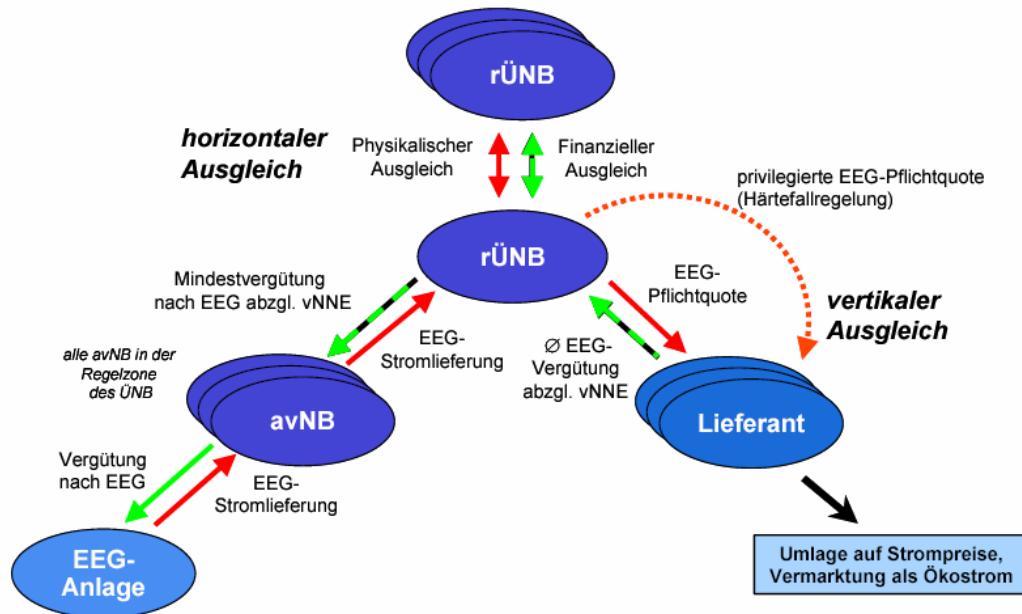 rÜNB
horizontaler
Ausgleich
Physikalischer
Ausgleich
Finanzieller
Ausgleich
privilegierte EEG-Pflichtquote
(Härtefallregelung)
rÜNB
Mindestvergütung
nach EEG abzgl. vNNE
EEG-
Pflichtquote
vertikaler
Ausgleich
EEG-
Stromlieferung
Ø EEG-
Vergütung
abzgl. vNNE
alle avNB in der
Regelzone
des ÜNB
avNB
Lieferant
Vergütung
nach EEG
EEG-
Stromlieferung
EEG-
Anlage
Umlage auf Strompreise,
Vermarktung als Ökostrom